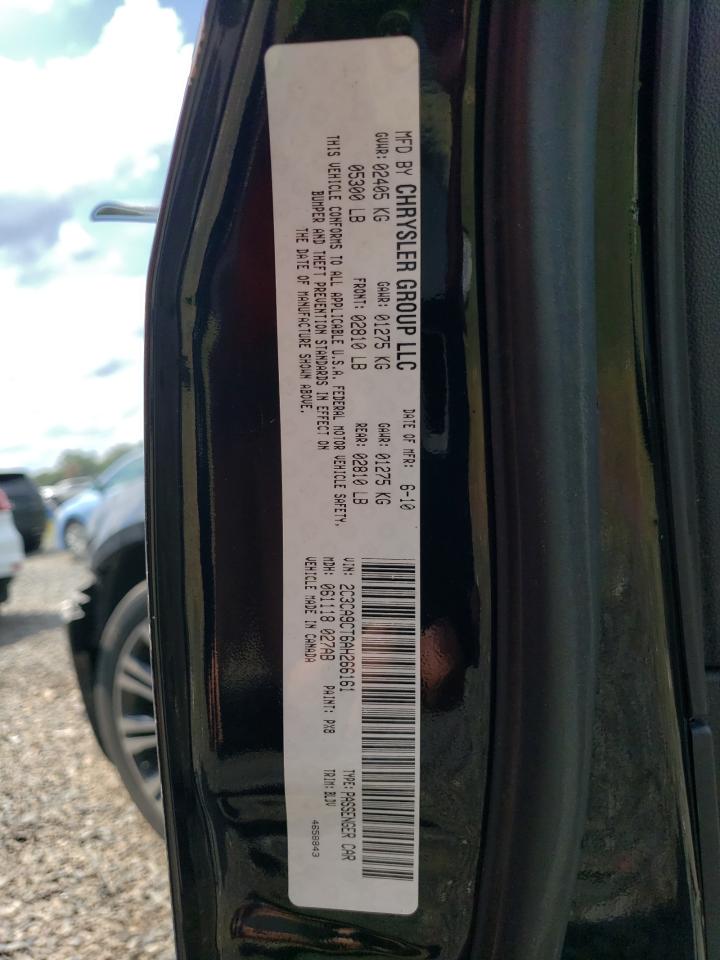 MFD BY CHRYSLER GROUP LLC DATE OF MFR: 6-10
GVWR: 02405 KG GAWR: 01275 KG GAWR: 01275 KG
05300 LB FRONT: 02810 LB REAR: 02810 LB
THIS VEHICLE CONFORMS TO ALL APPLICABLE U.S.A. FEDERAL MOTOR VEHICLE SAFETY,
BUMPER AND THEFT PREVENTION STANDARDS IN EFFECT ON
THE DATE OF MANUFACTURE SHOWN ABOVE.
VIN: 2C3CA9CT6AH266161 TYPE: PASSENGER CAR
MDH: 061118 027AB PAINT: PX8 TRIM: BLDV
VEHICLE MADE IN CANADA 4658843